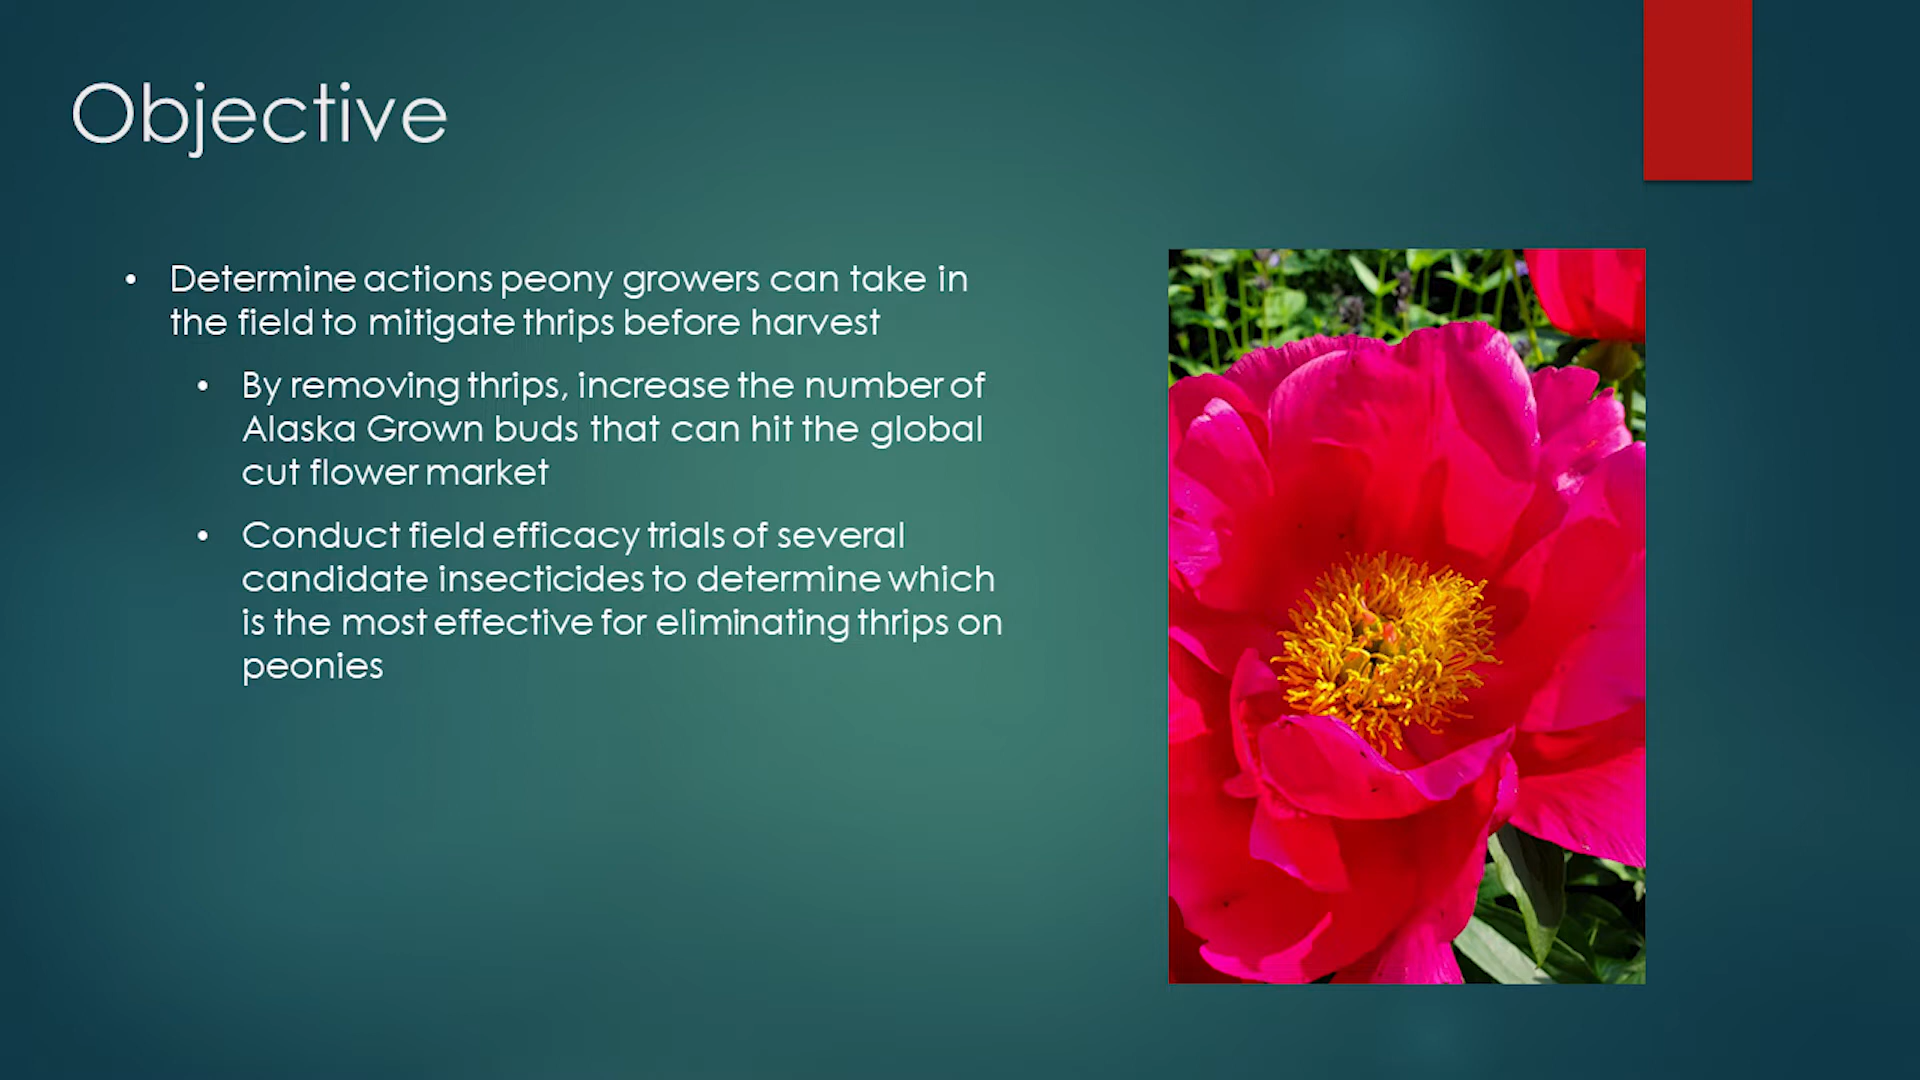 Objective
• Determine actions peony growers can take in
the field to mitigate thrips before harvest
• By removing thrips, increase the number of
Alaska Grown buds that can hit the global
cut flower market
• Conduct field efficacy trials of several
candidate insecticides to determine which
is the most effective for eliminating thrips on
peonies